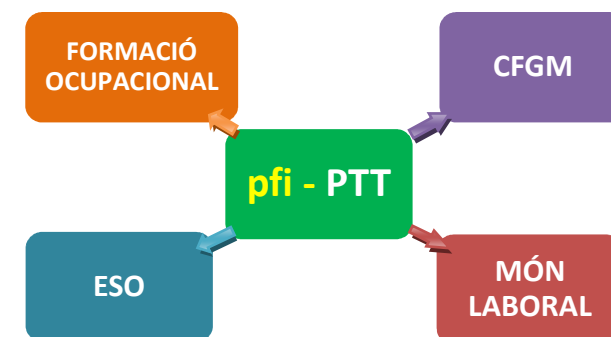 FORMACIÓ
OCUPACIONAL
CFGM
pfi - PTT
ESO
MÓN
LABORAL